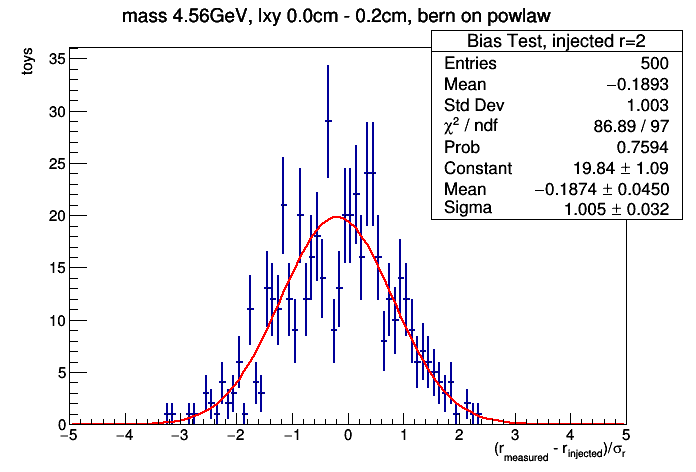 mass 4.56GeV, lxy 0.0cm - 0.2cm, bern on powlaw
Bias Test, injected r=2
Entries 500
Mean −0.1893
Std Dev 1.003
χ² / ndf 86.89 / 97
Prob 0.7594
Constant 19.84 ± 1.09
Mean −0.1874 ± 0.0450
Sigma 1.005 ± 0.032
toys
35
30
25
20
15
10
5
0
−5 −4 −3 −2 −1 0 1 2 3 4 5
(r_measured - r_injected)/σ_r